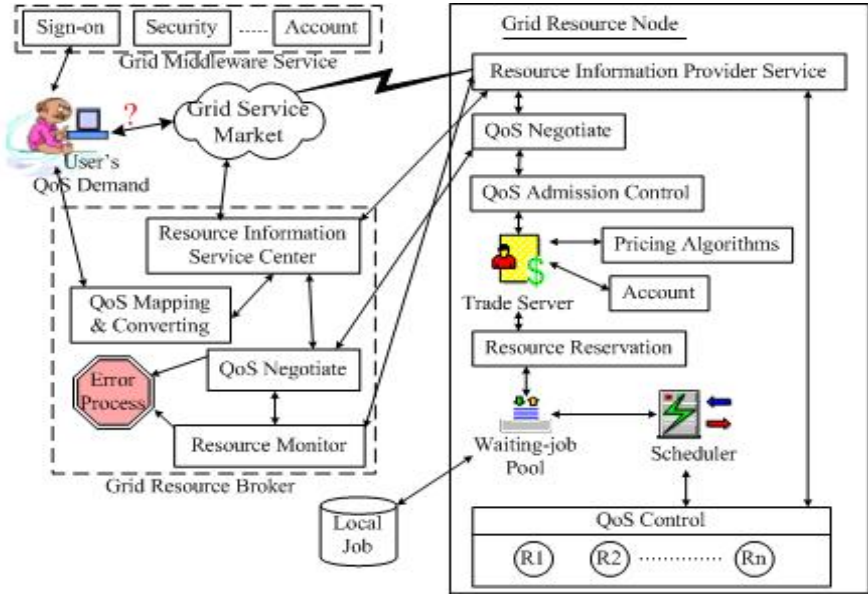 Sign-on
Security
......
Account
Grid Middleware Service
?
Grid Service
Market
User's
QoS Demand
Resource Information
Service Center
QoS Mapping
& Converting
QoS Negotiate
Error
Process
Resource Monitor
Grid Resource Broker
Local
Job
Grid Resource Node
Resource Information Provider Service
QoS Negotiate
QoS Admission Control
$
Trade Server
Pricing Algorithms
Account
Resource Reservation
Waiting-job
Pool
Scheduler
QoS Control
R1 R2 ............... Rn